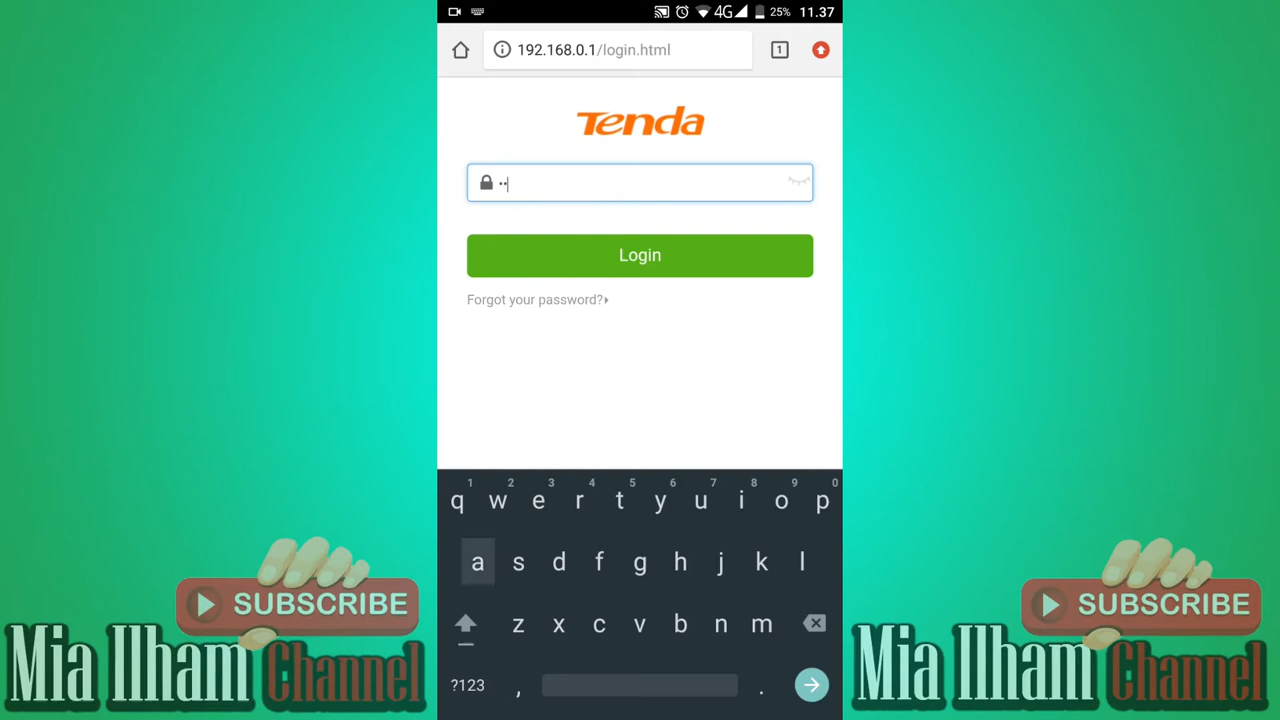 4G 25% 11.37
192.168.0.1/login.html 1
Tenda
••
Login
Forgot your password?
1 2 3 4 5 6 7 8 9 0
q w e r t y u i o p
a s d f g h j k l
z x c v b n m
?123 , .
SUBSCRIBE
Mia Ilham Channel
SUBSCRIBE
Mia Ilham Channel